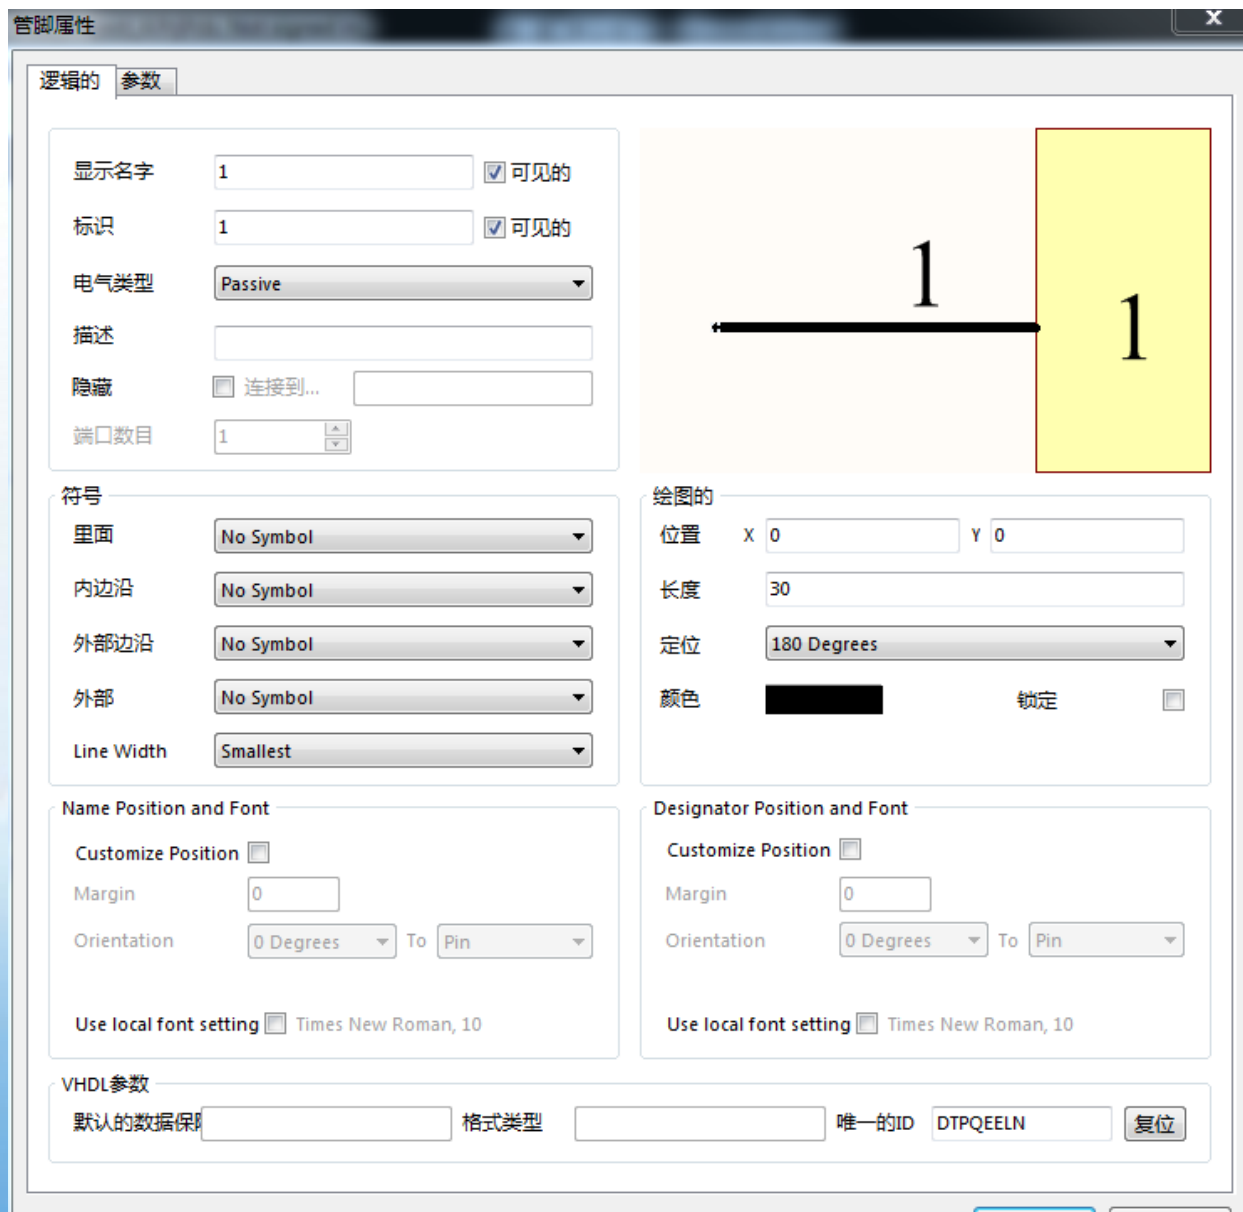 管脚属性
逻辑的 参数
显示名字 1 可见的
标识 1 可见的
电气类型 Passive
描述
隐藏 连接到...
端口数目 1
1
1
符号
里面 No Symbol
内边沿 No Symbol
外部边沿 No Symbol
外部 No Symbol
Line Width Smallest
绘图的
位置 X 0 Y 0
长度 30
定位 180 Degrees
颜色 锁定
Name Position and Font
Customize Position
Margin 0
Orientation 0 Degrees To Pin
Use local font setting Times New Roman, 10
Designator Position and Font
Customize Position
Margin 0
Orientation 0 Degrees To Pin
Use local font setting Times New Roman, 10
VHDL参数
默认的数据保 格式类型 唯一的ID DTPQEELN 复位